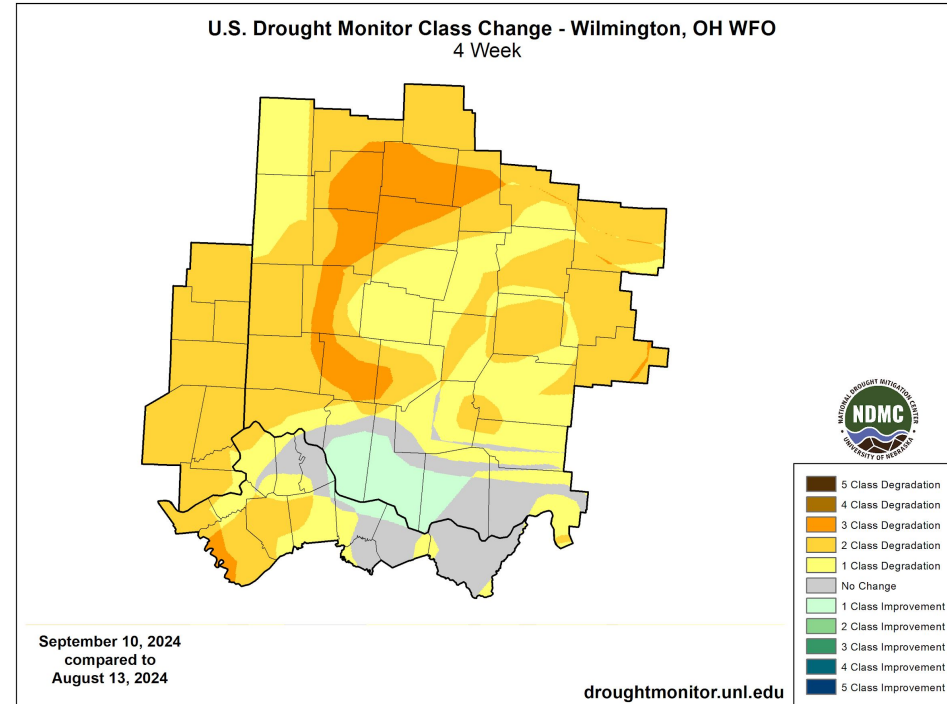 U.S. Drought Monitor Class Change - Wilmington, OH WFO
4 Week
NATIONAL DROUGHT MITIGATION CENTER
NDMC
UNIVERSITY OF NEBRASKA
5 Class Degradation
4 Class Degradation
3 Class Degradation
2 Class Degradation
1 Class Degradation
No Change
1 Class Improvement
2 Class Improvement
3 Class Improvement
4 Class Improvement
5 Class Improvement
September 10, 2024
compared to
August 13, 2024
droughtmonitor.unl.edu